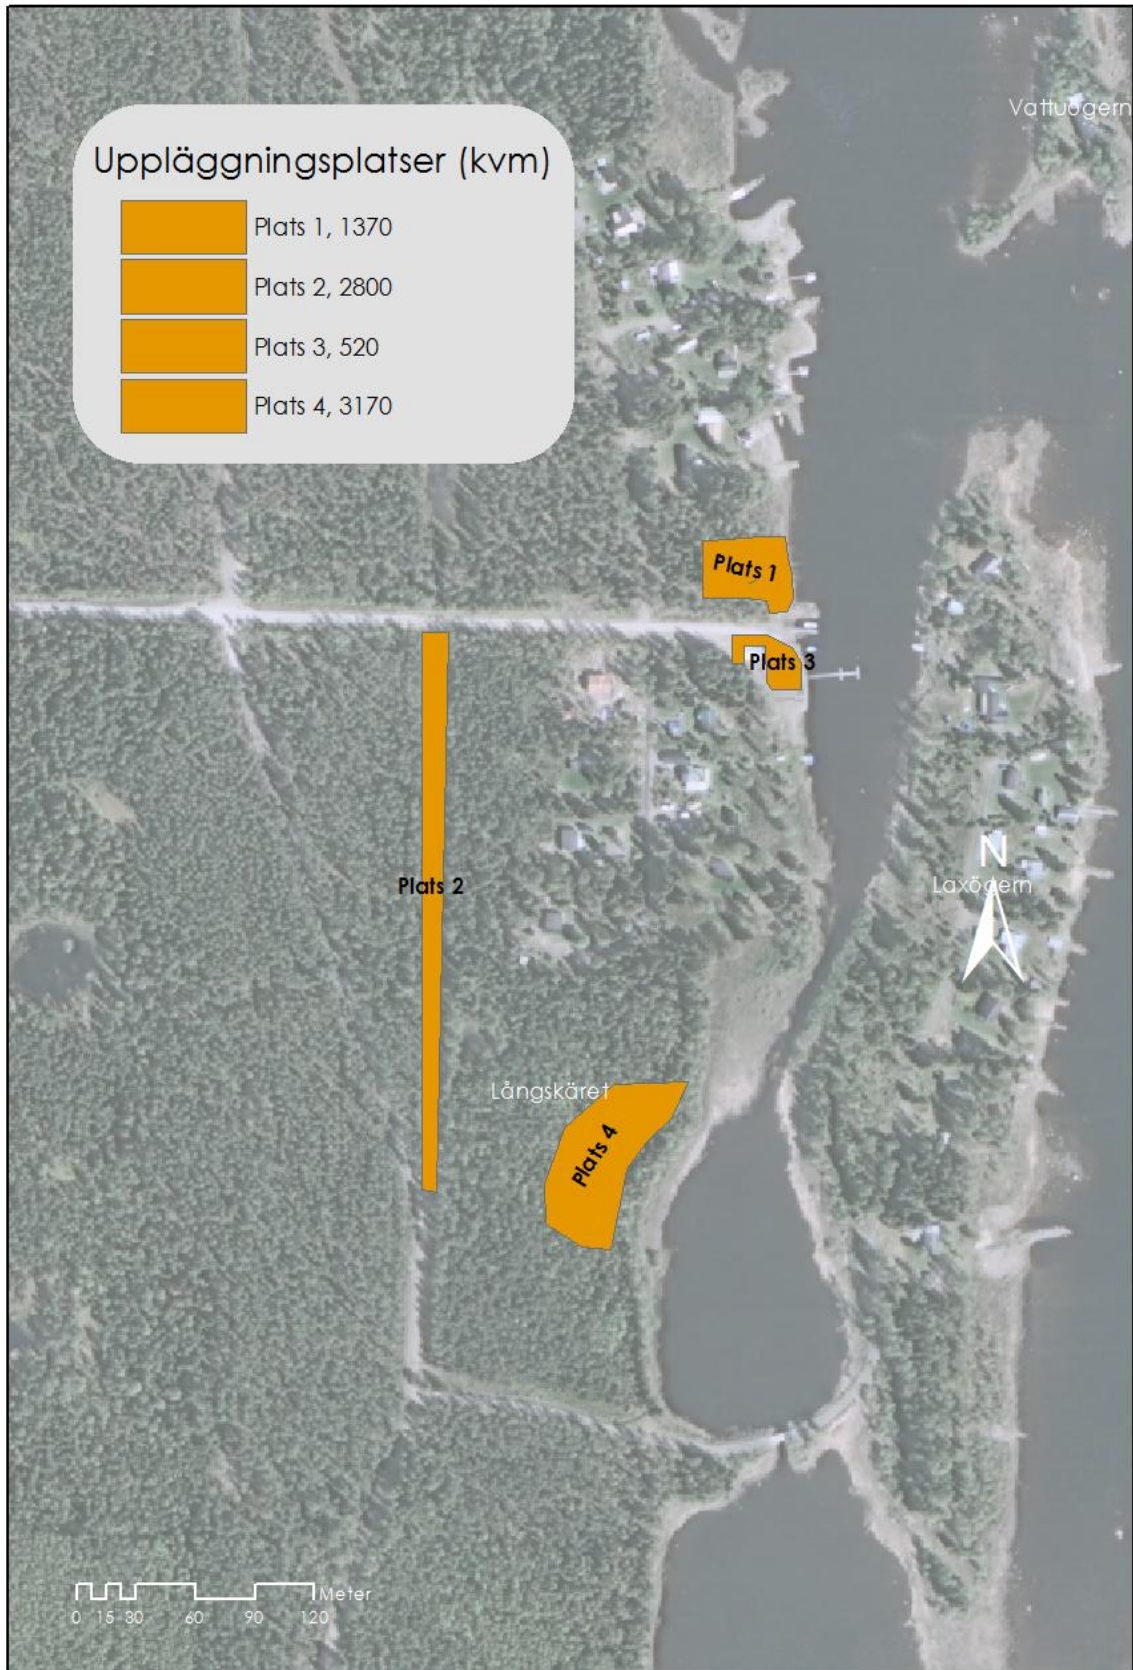 Vattuögern
Uppläggningsplatser (kvm)
Plats 1, 1370
Plats 2, 2800
Plats 3, 520
Plats 4, 3170
Plats 1
Plats 3
Plats 2
N
Laxögern
Långskäret
Plats 4
Meter
0 15 30 60 90 120